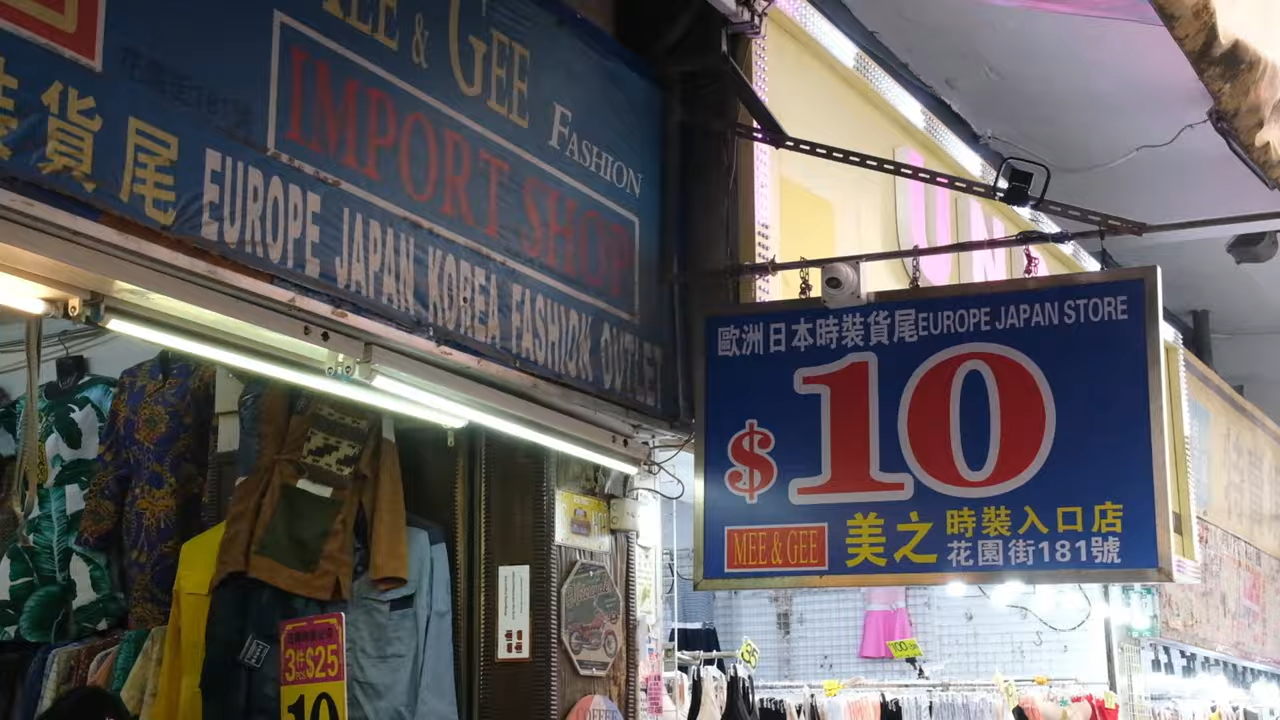 MEE & GEE
FASHION
IMPORT SHOP
貨尾
EUROPE JAPAN KOREA FASHION OUTLET
歐洲日本時裝貨尾EUROPE JAPAN STORE
$10
MEE & GEE
美之
時裝入口店
花園街181號
3件$25
10
UN